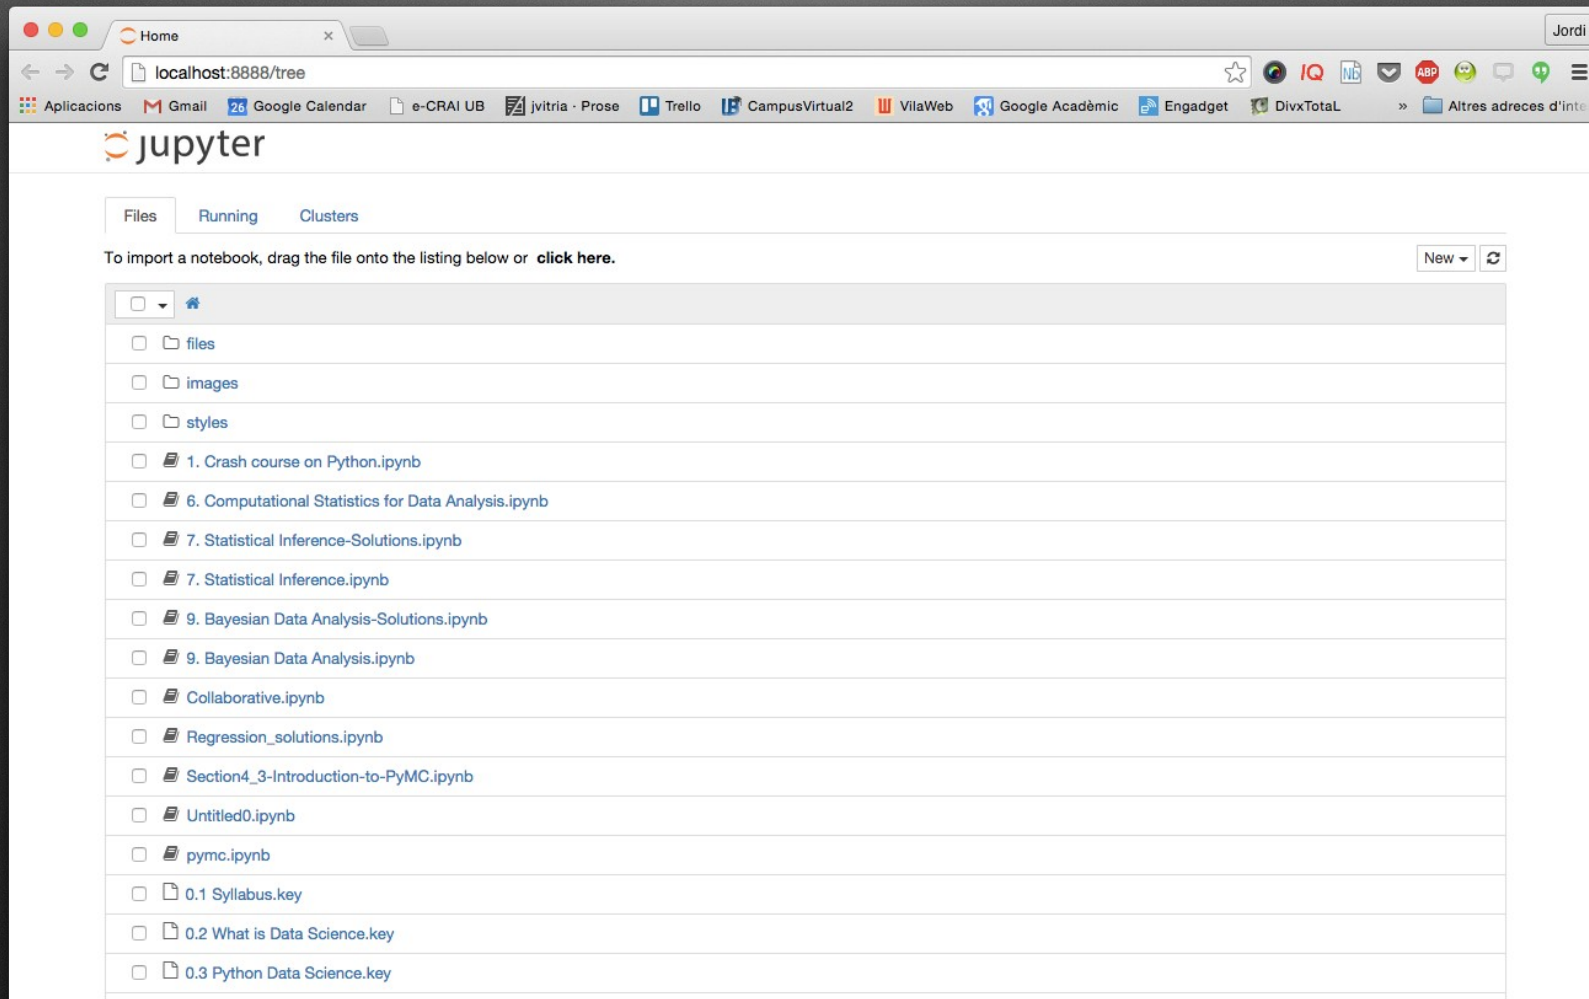 Home
Jordi
localhost:8888/tree
IQ Nb ABP
Aplicacions Gmail 26 Google Calendar e-CRAI UB jvitria · Prose Trello CampusVirtual2 VilaWeb Google Acadèmic Engadget DivxTotaL » Altres adreces d'inte
jupyter
Files Running Clusters
To import a notebook, drag the file onto the listing below or click here. New
files
images
styles
1. Crash course on Python.ipynb
6. Computational Statistics for Data Analysis.ipynb
7. Statistical Inference-Solutions.ipynb
7. Statistical Inference.ipynb
9. Bayesian Data Analysis-Solutions.ipynb
9. Bayesian Data Analysis.ipynb
Collaborative.ipynb
Regression_solutions.ipynb
Section4_3-Introduction-to-PyMC.ipynb
Untitled0.ipynb
pymc.ipynb
0.1 Syllabus.key
0.2 What is Data Science.key
0.3 Python Data Science.key